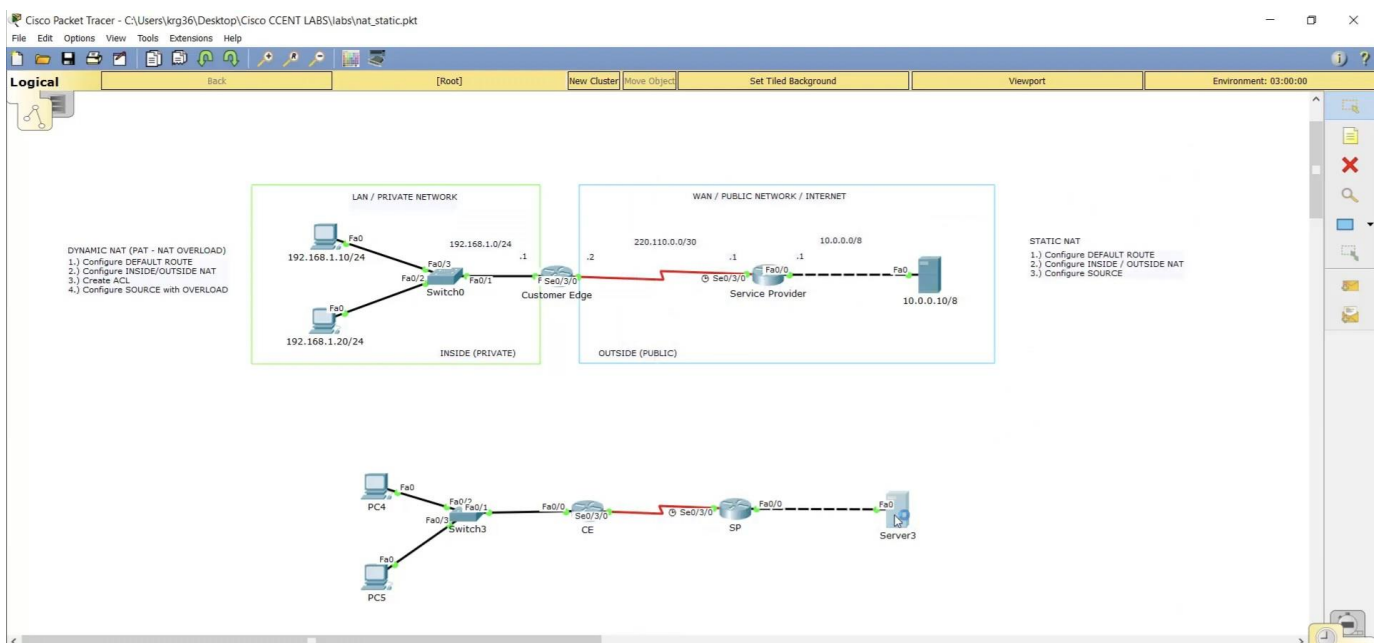 Cisco Packet Tracer - C:\Users\krg36\Desktop\Cisco CCENT LABS\labs\nat_static.pkt
File Edit Options View Tools Extensions Help
Logical Back [Root] New Cluster Move Object Set Tiled Background Viewport Environment: 03:00:00
LAN / PRIVATE NETWORK
WAN / PUBLIC NETWORK / INTERNET
DYNAMIC NAT (PAT - NAT OVERLOAD)
1.) Configure DEFAULT ROUTE
2.) Configure INSIDE/OUTSIDE NAT
3.) Create ACL
4.) Configure SOURCE with OVERLOAD
Fa0
192.168.1.10/24
192.168.1.0/24
.1
Fa0/3
Fa0/2
Fa0/1
Switch0
Fa0
192.168.1.20/24
INSIDE (PRIVATE)
F Se0/3/0
Customer Edge
.2
220.110.0.0/30
.1
.1
10.0.0.0/8
Se0/3/0
Fa0/0
Service Provider
Fa0
10.0.0.10/8
OUTSIDE (PUBLIC)
STATIC NAT
1.) Configure DEFAULT ROUTE
2.) Configure INSIDE / OUTSIDE NAT
3.) Configure SOURCE
Fa0
PC4
Fa0/2
Fa0/1
Fa0/3
Switch3
Fa0
PC5
Fa0/0
Se0/3/0
CE
Se0/3/0
Fa0/0
SP
Fa0
Server3